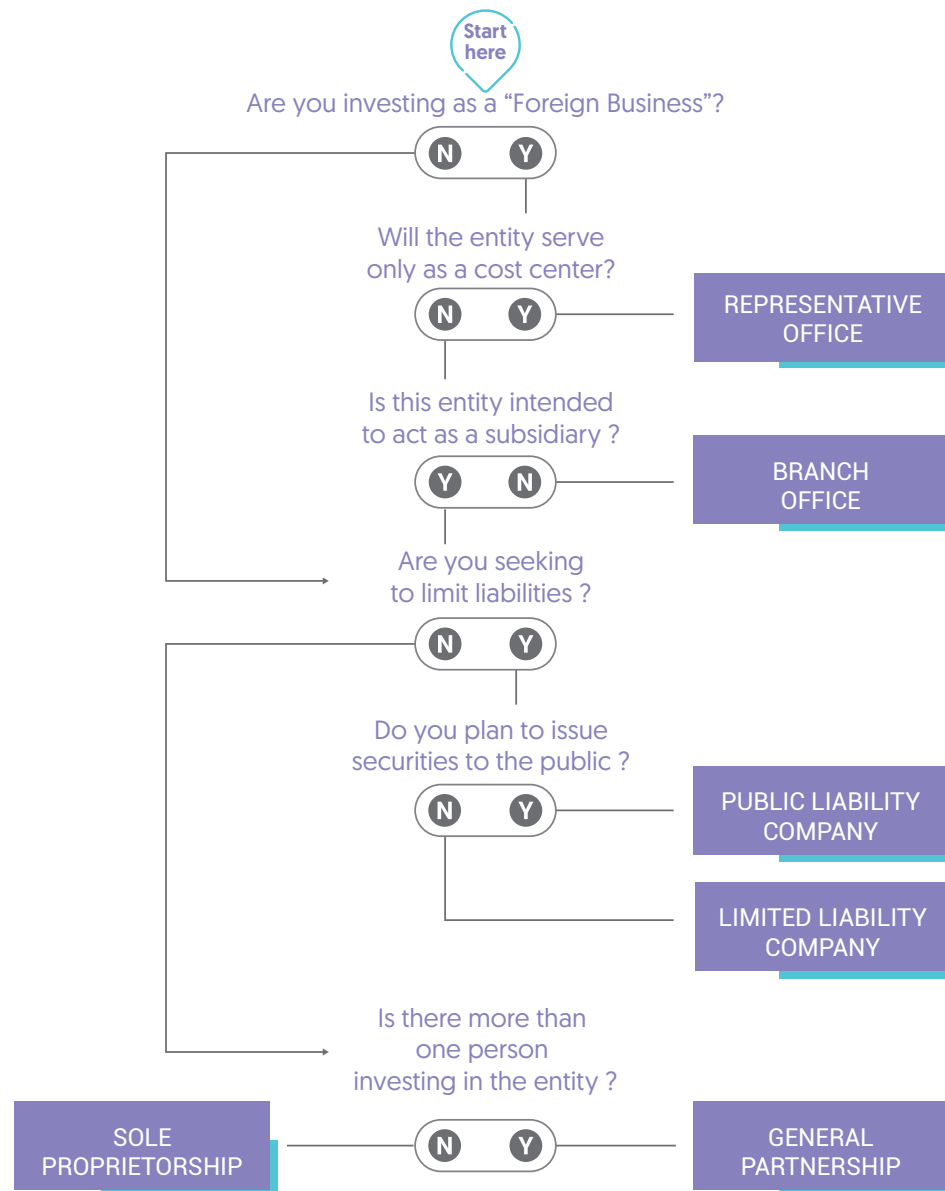 Start
here
Are you investing as a “Foreign Business”?
N Y
Will the entity serve
only as a cost center?
N Y
REPRESENTATIVE
OFFICE
Is this entity intended
to act as a subsidiary ?
Y N
BRANCH
OFFICE
Are you seeking
to limit liabilities ?
N Y
Do you plan to issue
securities to the public ?
N Y
PUBLIC LIABILITY
COMPANY
LIMITED LIABILITY
COMPANY
Is there more than
one person
investing in the entity ?
SOLE
PROPRIETORSHIP
N Y
GENERAL
PARTNERSHIP